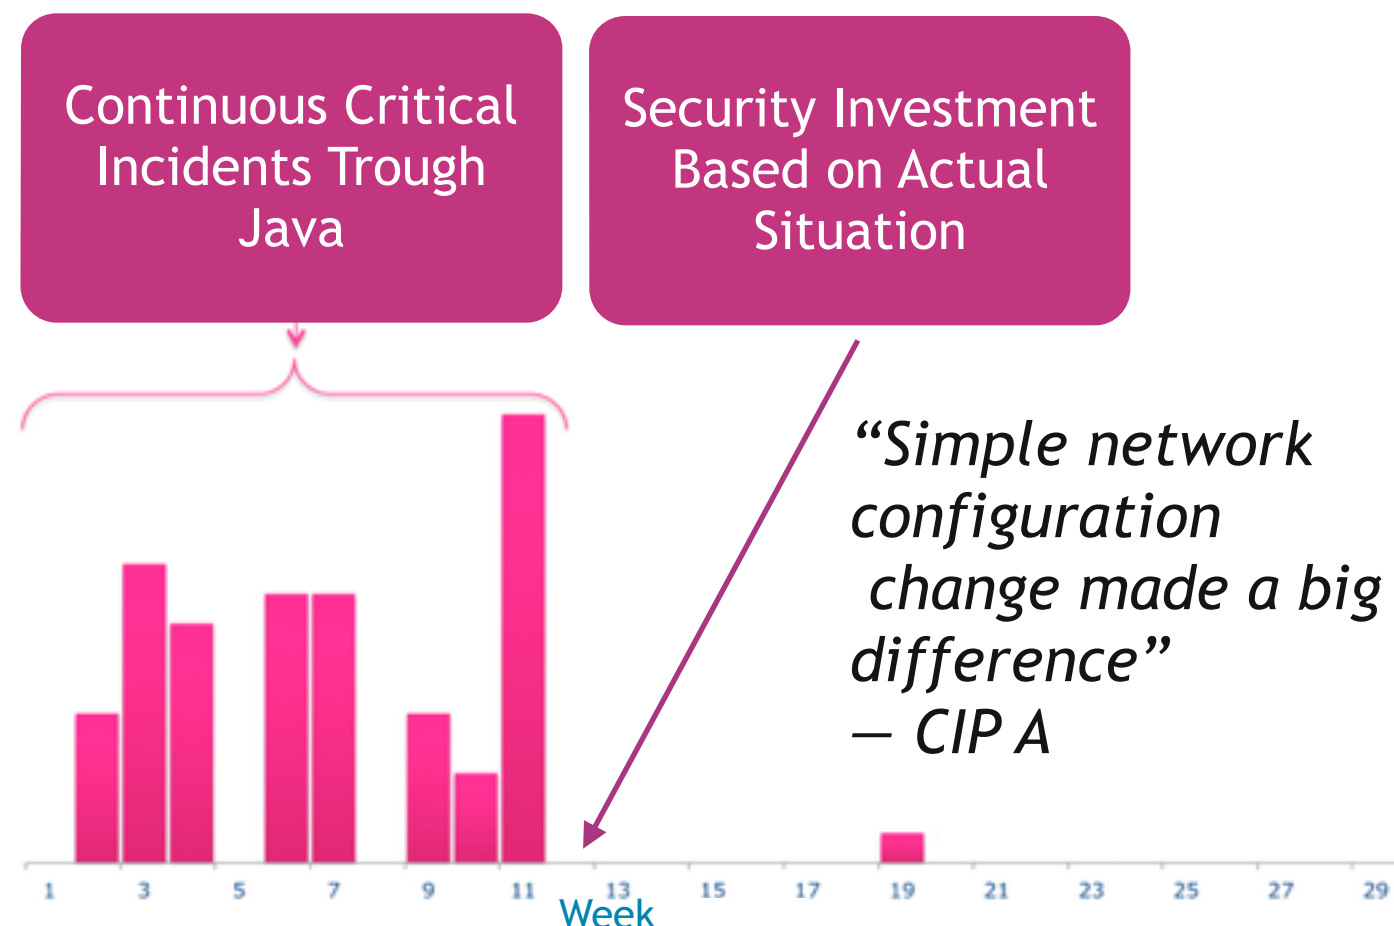 Continuous Critical
Incidents Trough
Java
Security Investment
Based on Actual
Situation
“Simple network
configuration
change made a big
difference”
— CIP A
1 3 5 7 9 11 13 15 17 19 21 23 25 27 29
Week